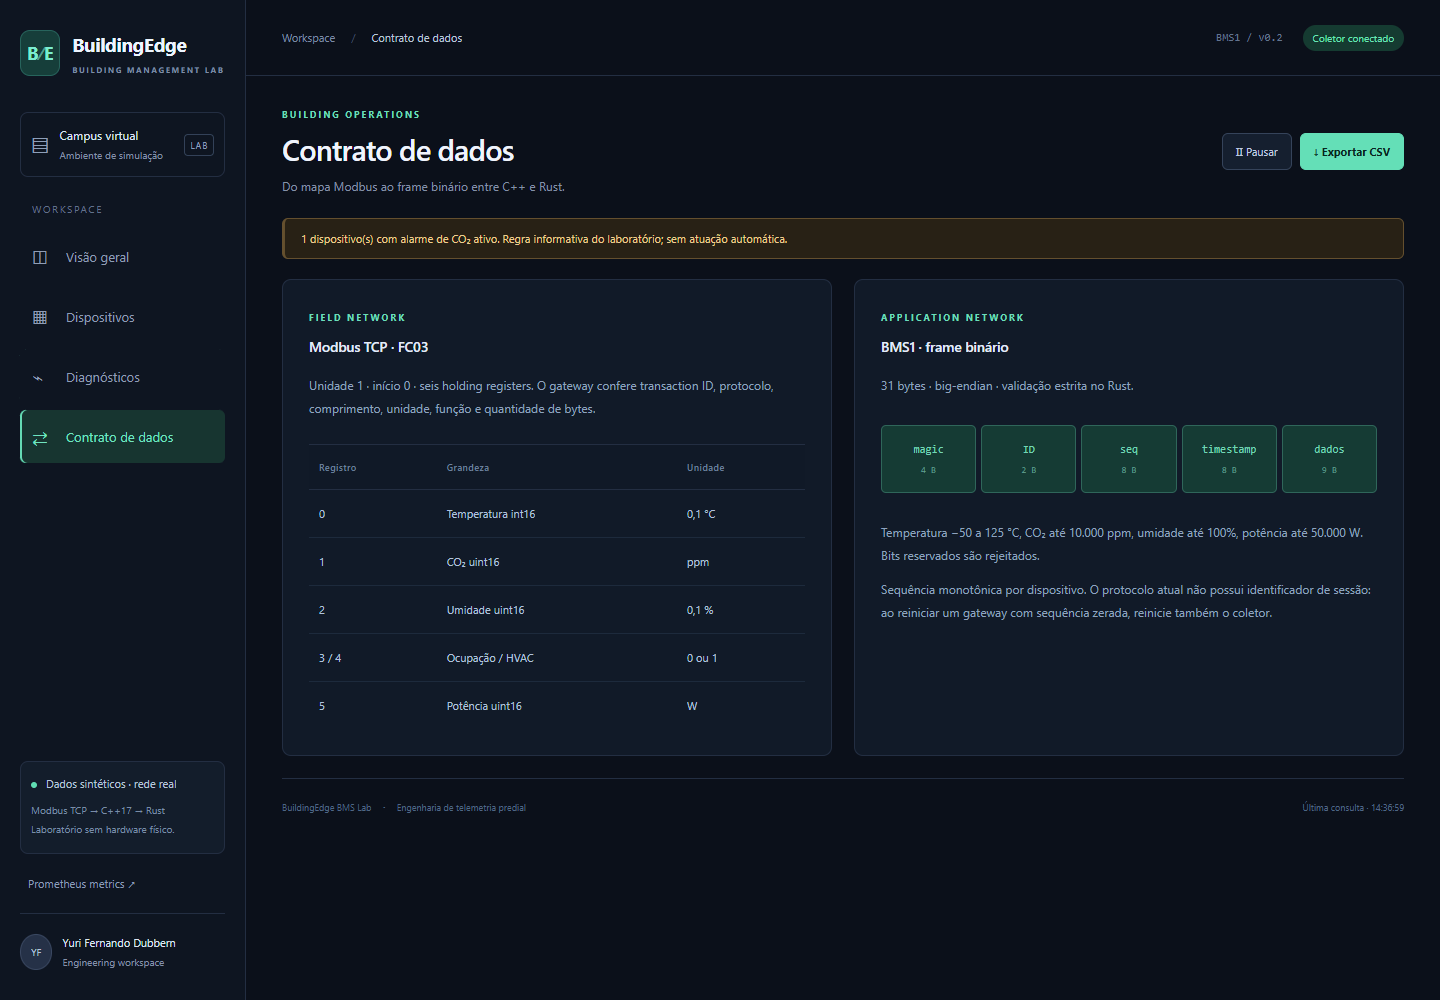 B/E BuildingEdge
BUILDING MANAGEMENT LAB
Campus virtual
Ambiente de simulação
LAB
WORKSPACE
Visão geral
Dispositivos
Diagnósticos
Contrato de dados
Dados sintéticos · rede real
Modbus TCP → C++17 → Rust
Laboratório sem hardware físico.
Prometheus metrics ↗
YF
Yuri Fernando Dubbern
Engineering workspace
Workspace / Contrato de dados
BMS1 / v0.2
Coletor conectado
BUILDING OPERATIONS
Contrato de dados
Do mapa Modbus ao frame binário entre C++ e Rust.
II Pausar
↓ Exportar CSV
1 dispositivo(s) com alarme de CO₂ ativo. Regra informativa do laboratório; sem atuação automática.
FIELD NETWORK
Modbus TCP · FC03
Unidade 1 · início 0 · seis holding registers. O gateway confere transaction ID, protocolo,
comprimento, unidade, função e quantidade de bytes.
Registro Grandeza Unidade
0 Temperatura int16 0,1 °C
1 CO₂ uint16 ppm
2 Umidade uint16 0,1 %
3 / 4 Ocupação / HVAC 0 ou 1
5 Potência uint16 W
APPLICATION NETWORK
BMS1 · frame binário
31 bytes · big-endian · validação estrita no Rust.
magic ID seq timestamp dados
4 B 2 B 8 B 8 B 9 B
Temperatura −50 a 125 °C, CO₂ até 10.000 ppm, umidade até 100%, potência até 50.000 W.
Bits reservados são rejeitados.
Sequência monotônica por dispositivo. O protocolo atual não possui identificador de sessão:
ao reiniciar um gateway com sequência zerada, reinicie também o coletor.
BuildingEdge BMS Lab · Engenharia de telemetria predial
Última consulta · 14:36:59